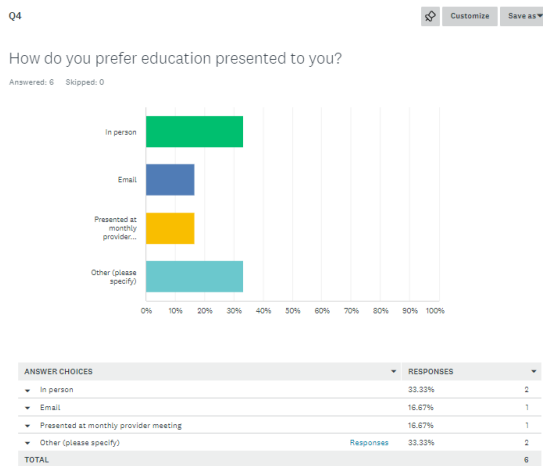 Q4
Customize
Save as
How do you prefer education presented to you?
Answered: 6 Skipped: 0
In person
Email
Presented at
monthly
provider...
Other (please
specify)
0% 10% 20% 30% 40% 50% 60% 70% 80% 90% 100%
ANSWER CHOICES RESPONSES
In person 33.33% 2
Email 16.67% 1
Presented at monthly provider meeting 16.67% 1
Other (please specify) Responses 33.33% 2
TOTAL 6